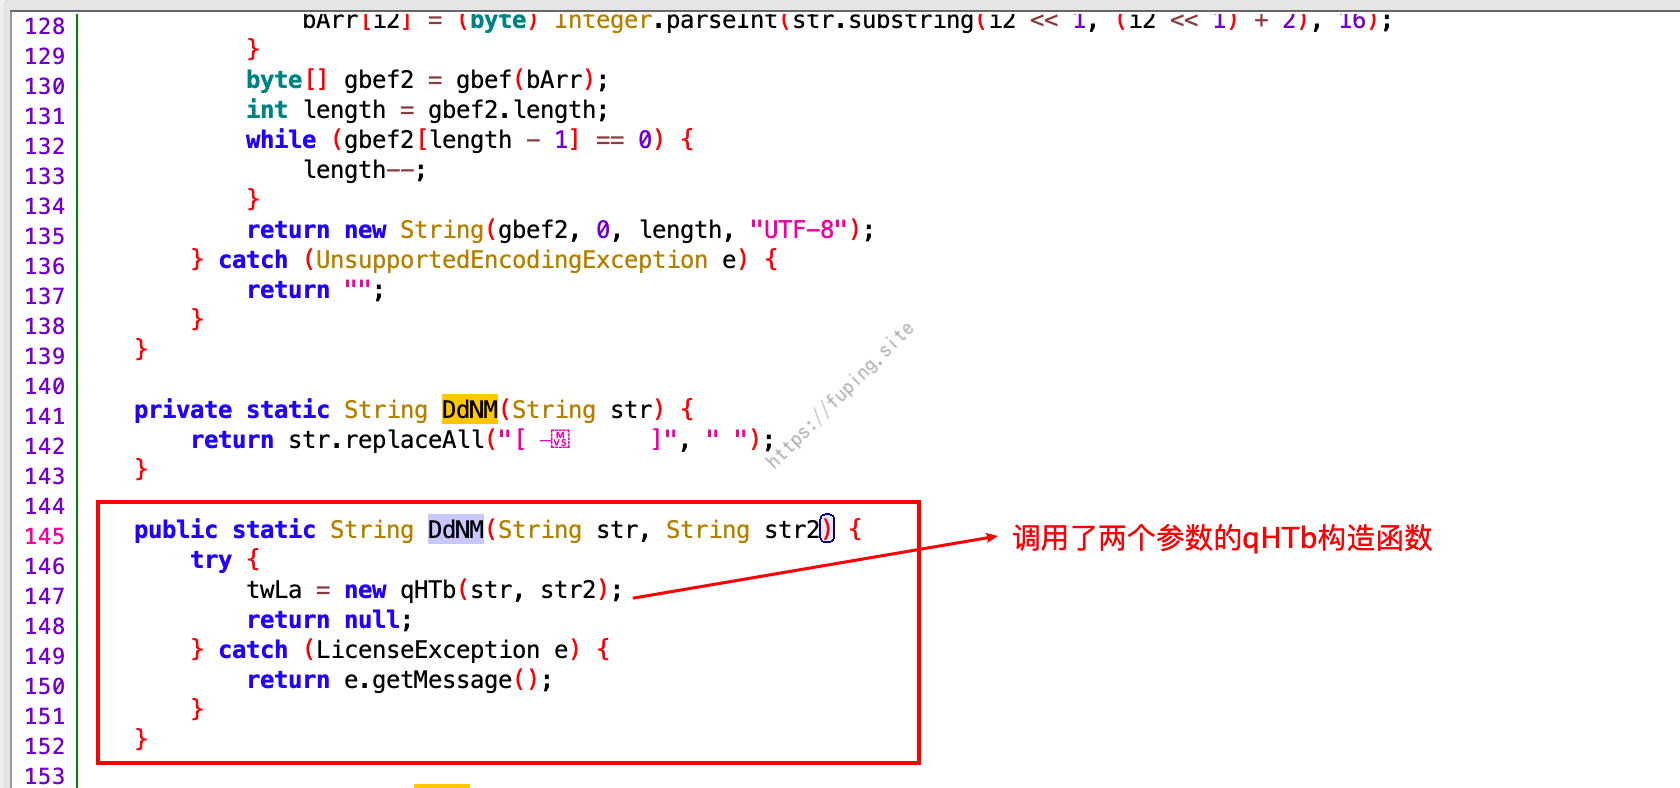 128 bArr[i2] = (byte) Integer.parseInt(str.substring(i2 << 1, (i2 << 1) + 2), 16);
129 }
130 byte[] gbef2 = gbef(bArr);
131 int length = gbef2.length;
132 while (gbef2[length - 1] == 0) {
133 length--;
134 }
135 return new String(gbef2, 0, length, "UTF-8");
136 } catch (UnsupportedEncodingException e) {
137 return "";
138 }
139 }
140
141 private static String DdNM(String str) {
142 return str.replaceAll("[ – ]", " ");
143 }
144
145 public static String DdNM(String str, String str2) {
146 try {
147 twLa = new qHTb(str, str2);
148 return null;
149 } catch (LicenseException e) {
150 return e.getMessage();
151 }
152 }
153
调用了两个参数的qHTb构造函数
https://fuping.site